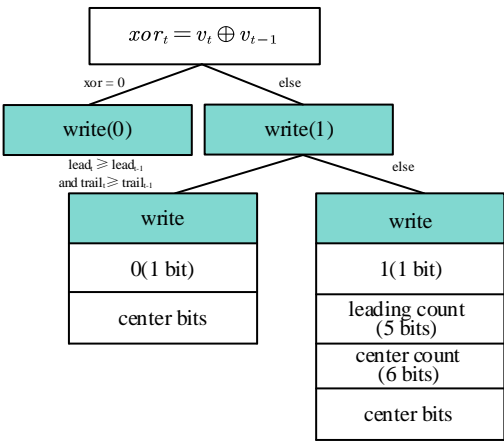 xor_t = v_t ⊕ v_{t-1}
xor = 0
else
write(0)
write(1)
lead_t ≥ lead_{t-1}
and trail_t ≥ trail_{t-1}
else
write
0(1 bit)
center bits
write
1(1 bit)
leading count
(5 bits)
center count
(6 bits)
center bits